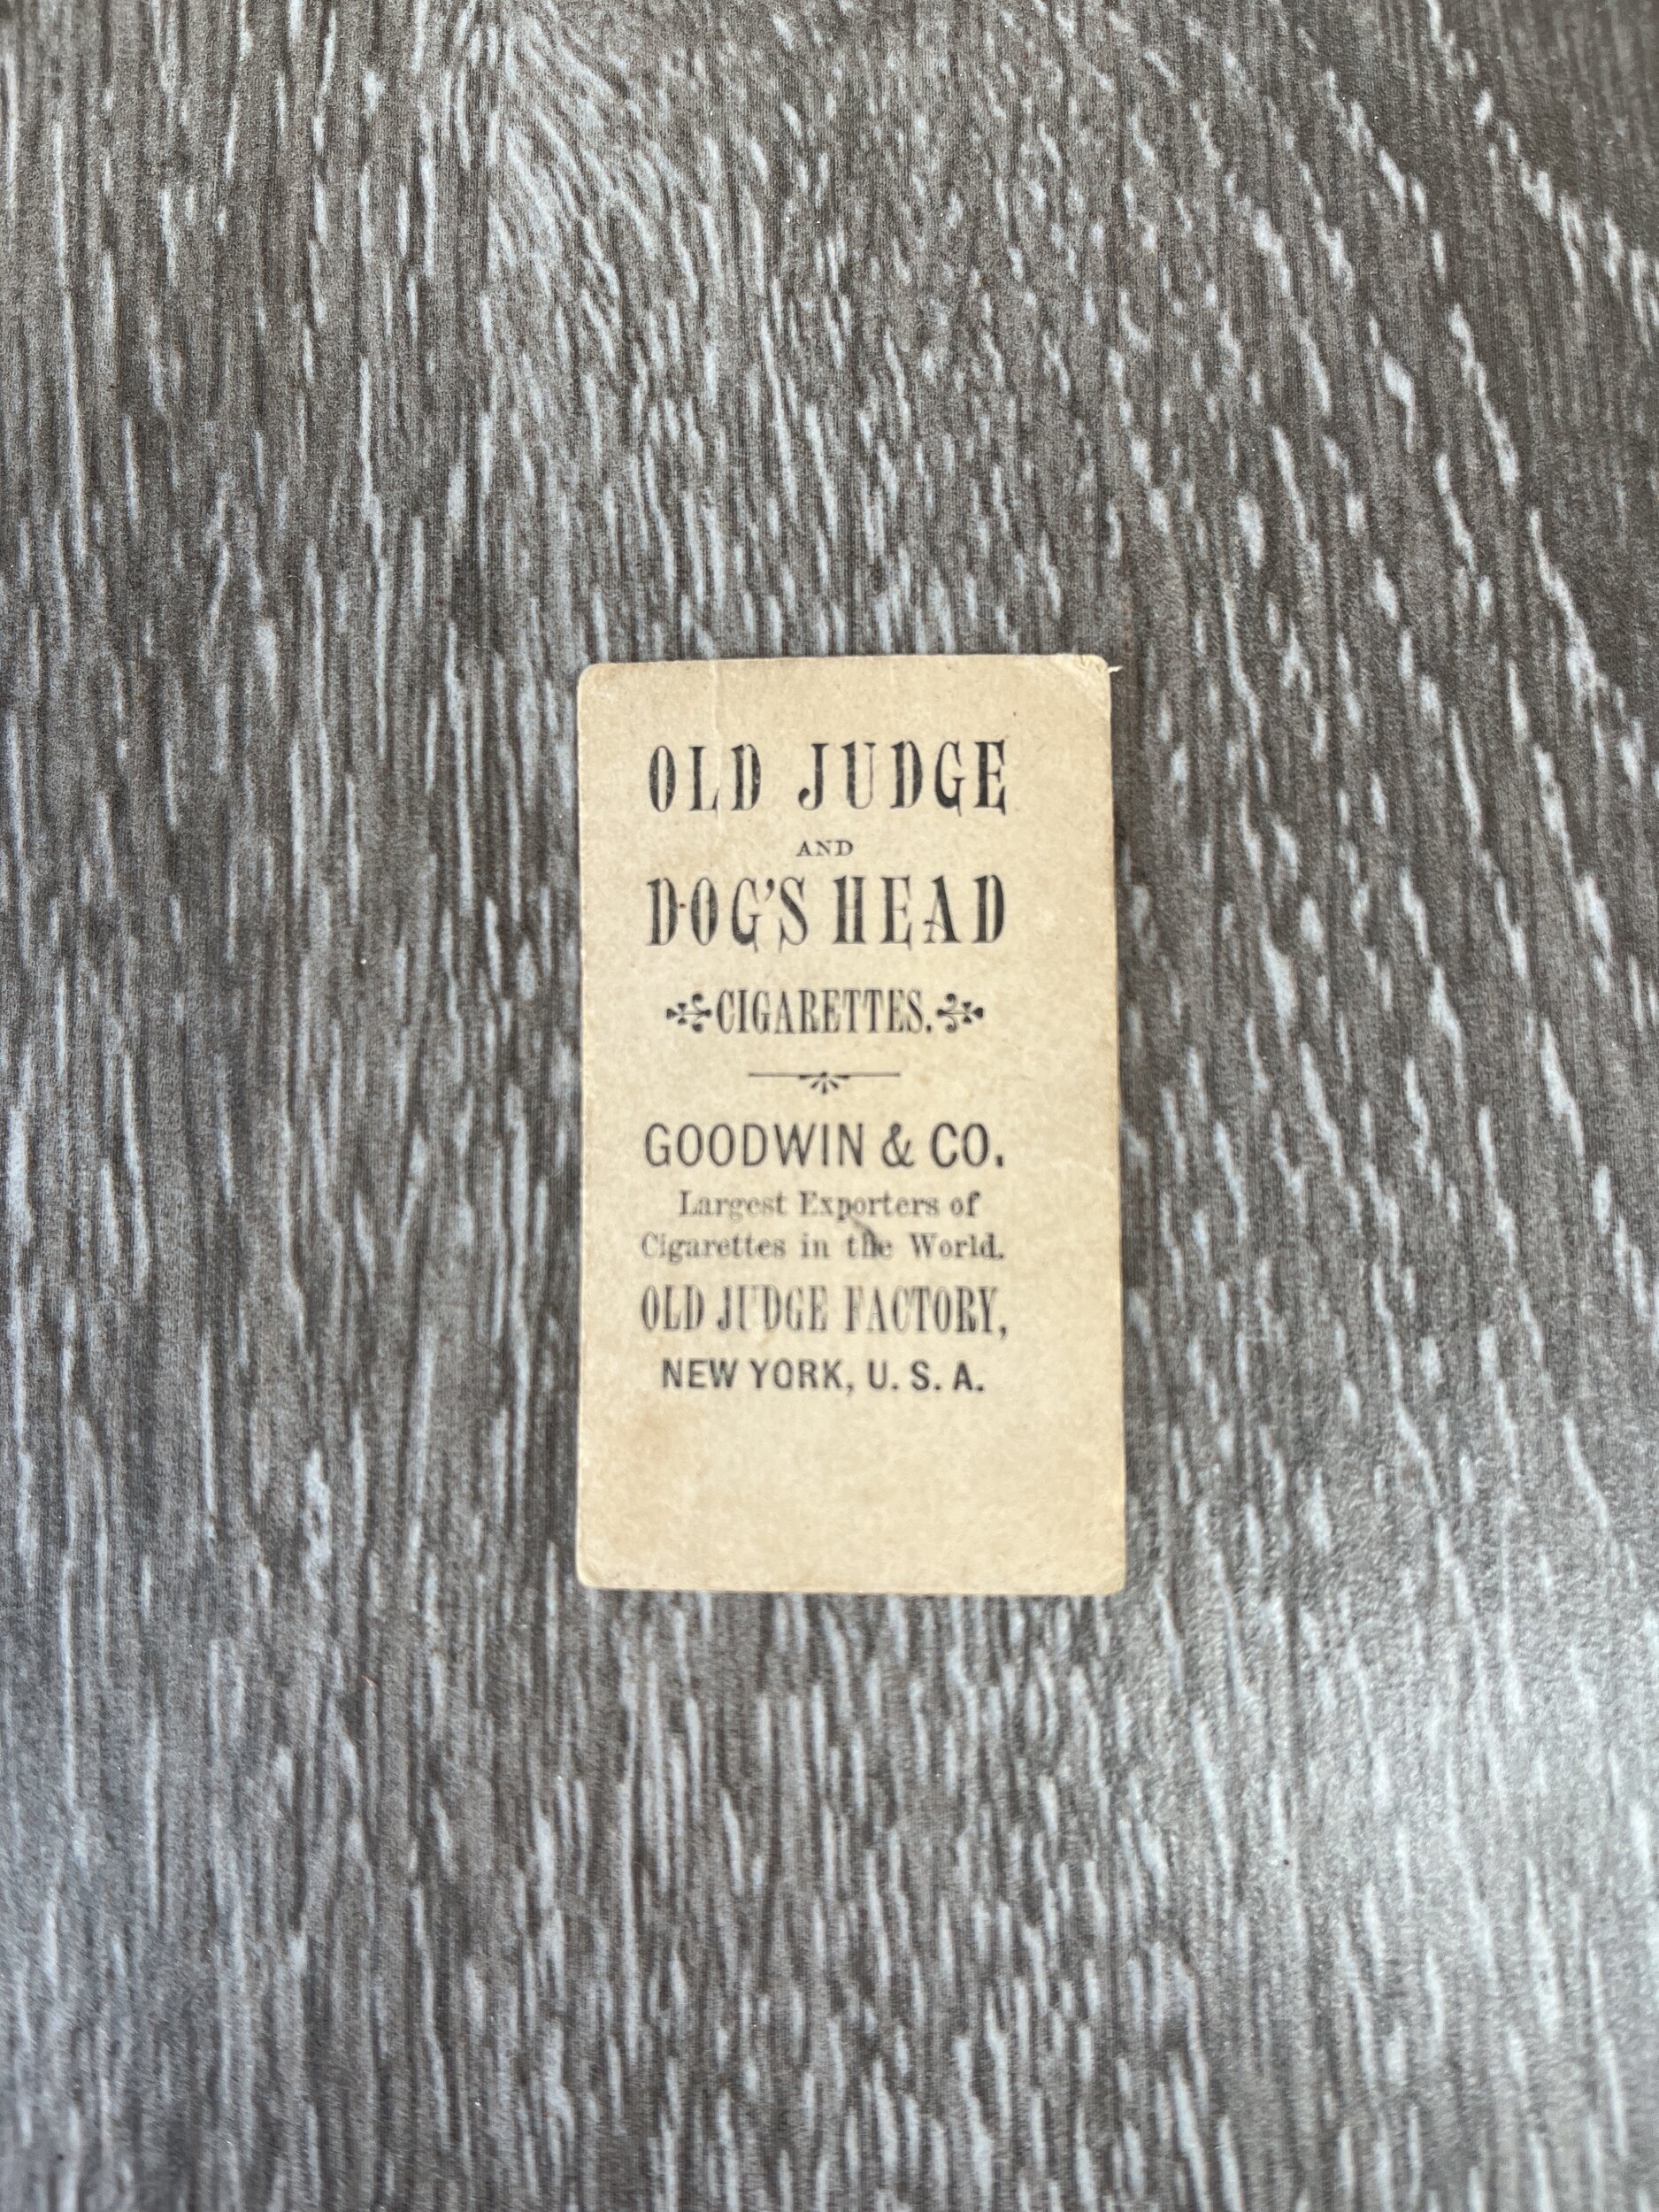 OLD JUDGE
AND
DOG'S HEAD
CIGARETTES.
GOODWIN & CO.
Largest Exporters of
Cigarettes in the World.
OLD JUDGE FACTORY,
NEW YORK, U. S. A.